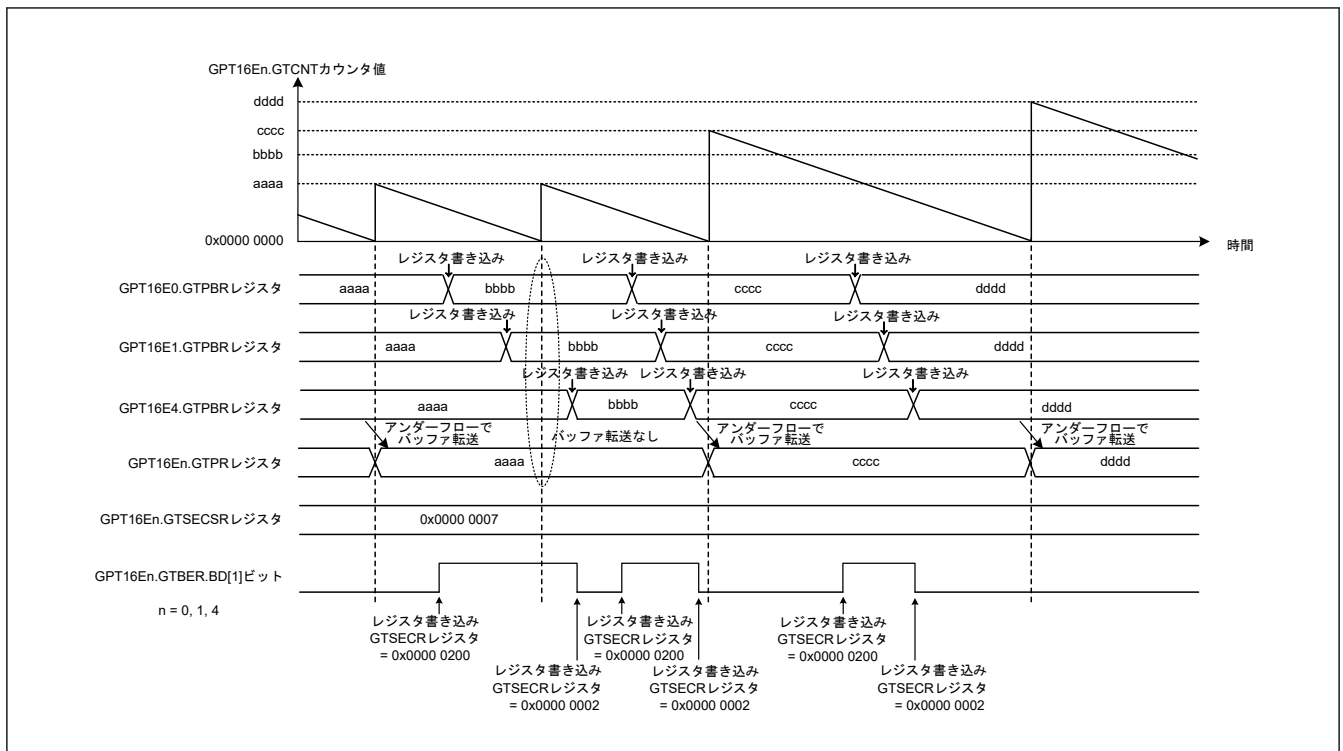 GPT16En.GTCNTカウンタ値
dddd
cccc
bbbb
aaaa
0x0000 0000
時間
レジスタ書き込み レジスタ書き込み レジスタ書き込み
GPT16E0.GTPBRレジスタ aaaa bbbb cccc dddd
レジスタ書き込み レジスタ書き込み レジスタ書き込み
GPT16E1.GTPBRレジスタ aaaa bbbb cccc dddd
レジスタ書き込み レジスタ書き込み レジスタ書き込み
GPT16E4.GTPBRレジスタ aaaa bbbb cccc dddd
アンダーフローで アンダーフローで アンダーフローで
バッファ転送 バッファ転送なし バッファ転送 バッファ転送
GPT16En.GTPRレジスタ aaaa cccc dddd
GPT16En.GTSECSRレジスタ 0x0000 0007
GPT16En.GTBER.BD[1]ビット
n = 0, 1, 4
レジスタ書き込み レジスタ書き込み レジスタ書き込み
GTSECRレジスタ GTSECRレジスタ GTSECRレジスタ
= 0x0000 0200 = 0x0000 0200 = 0x0000 0200
レジスタ書き込み レジスタ書き込み レジスタ書き込み
GTSECRレジスタ GTSECRレジスタ GTSECRレジスタ
= 0x0000 0002 = 0x0000 0002 = 0x0000 0002